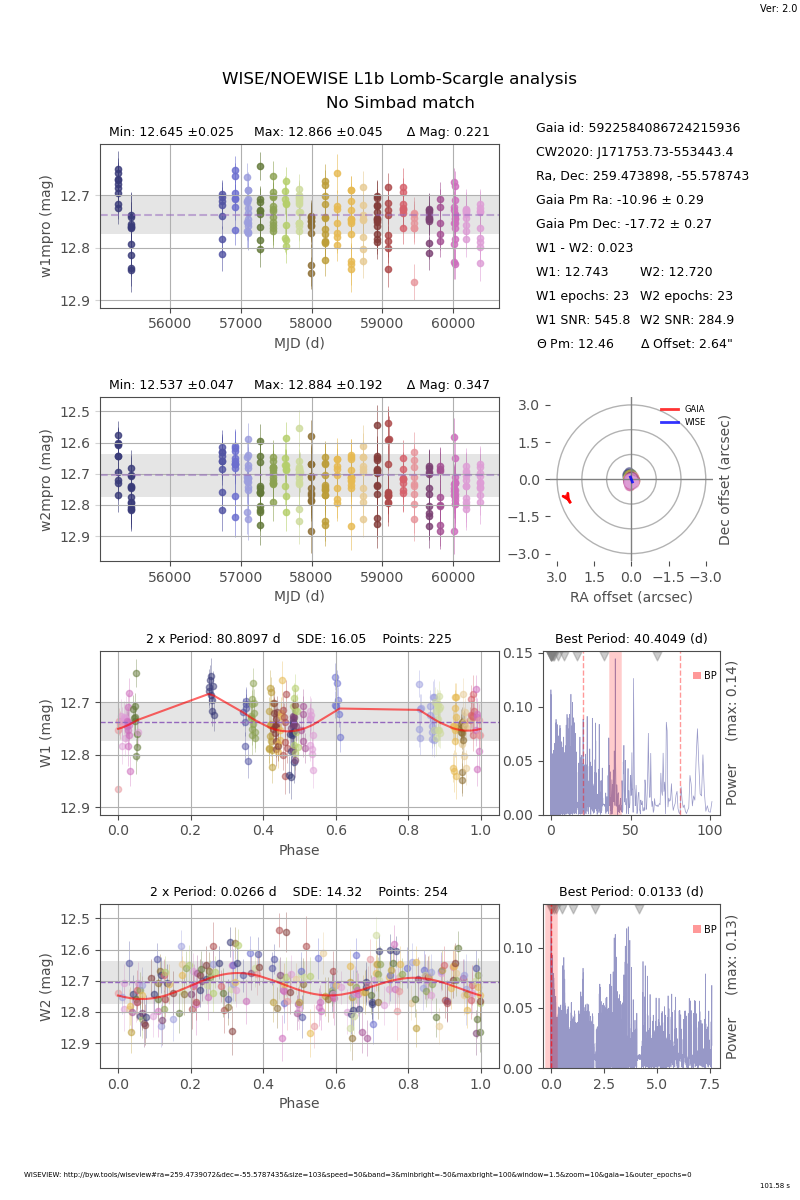 Ver: 2.0
WISE/NOEWISE L1b Lomb-Scargle analysis
No Simbad match
Min: 12.645 ±0.025 Max: 12.866 ±0.045 Δ Mag: 0.221
w1mpro (mag)
12.7
12.8
12.9
56000 57000 58000 59000 60000
MJD (d)
Gaia id: 5922584086724215936
CW2020: J171753.73-553443.4
Ra, Dec: 259.473898, -55.578743
Gaia Pm Ra: -10.96 ± 0.29
Gaia Pm Dec: -17.72 ± 0.27
W1 - W2: 0.023
W1: 12.743 W2: 12.720
W1 epochs: 23 W2 epochs: 23
W1 SNR: 545.8 W2 SNR: 284.9
Θ Pm: 12.46 Δ Offset: 2.64"
Min: 12.537 ±0.047 Max: 12.884 ±0.192 Δ Mag: 0.347
w2mpro (mag)
12.5
12.6
12.7
12.8
12.9
56000 57000 58000 59000 60000
MJD (d)
GAIA
WISE
3.0
1.5
0.0
−1.5
−3.0
3.0 1.5 0.0 −1.5 −3.0
RA offset (arcsec)
Dec offset (arcsec)
2 x Period: 80.8097 d SDE: 16.05 Points: 225
W1 (mag)
12.7
12.8
12.9
0.0 0.2 0.4 0.6 0.8 1.0
Phase
Best Period: 40.4049 (d)
BP
0.15
0.10
0.05
0.00
0 50 100
Power (max: 0.14)
2 x Period: 0.0266 d SDE: 14.32 Points: 254
W2 (mag)
12.5
12.6
12.7
12.8
12.9
0.0 0.2 0.4 0.6 0.8 1.0
Phase
Best Period: 0.0133 (d)
BP
0.10
0.05
0.00
0.0 2.5 5.0 7.5
Power (max: 0.13)
WISEVIEW: http://byw.tools/wiseview#ra=259.4739072&dec=-55.5787435&size=103&speed=50&band=3&minbright=-50&maxbright=100&window=1.5&zoom=10&gaia=1&outer_epochs=0
101.58 s